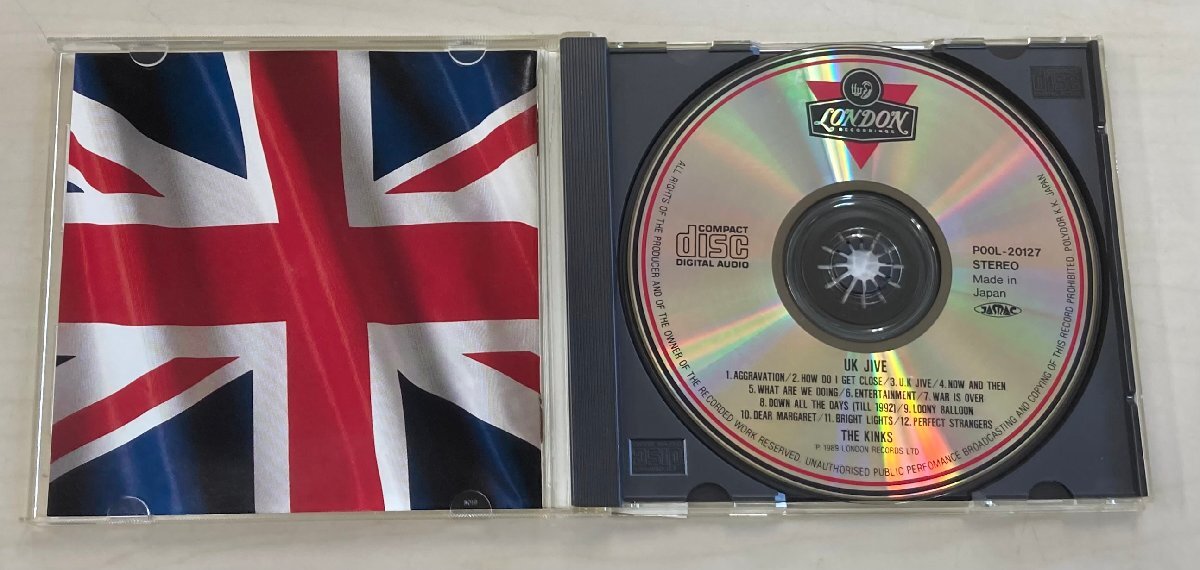 LONDON
RECORDINGS
COMPACT
disc
DIGITAL AUDIO
P00L-20127
STEREO
Made in
Japan
JASRAC
UK JIVE
1. AGGRAVATION/2. HOW DO I GET CLOSE/3. U.K JIVE/4. NOW AND THEN
5. WHAT ARE WE DOING/6. ENTERTAINMENT/7. WAR IS OVER
8. DOWN ALL THE DAYS (TILL 1992)/9. LOONY BALLOON
10. DEAR MARGARET/11. BRIGHT LIGHTS/12. PERFECT STRANGERS
THE KINKS
℗ 1989 LONDON RECORDS LTD
ALL RIGHTS OF THE PRODUCER AND OF THE OWNER OF THE RECORDED WORK RESERVED. UNAUTHORISED PUBLIC PERFOMANCE BROADCASTING AND COPYING OF THIS RECORD PROHIBITED. POLYDOR K.K. JAPAN
disc